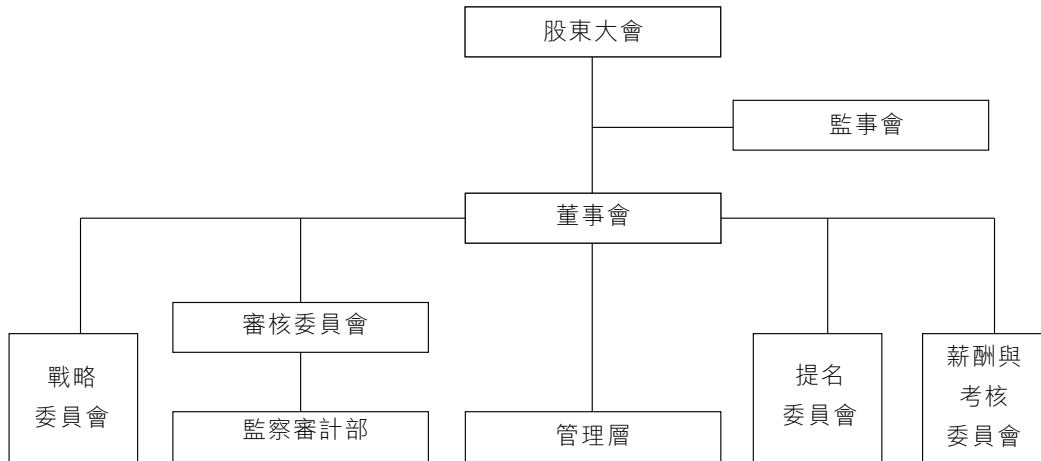 股東大會
監事會
董事會
審核委員會
戰略
委員會
監察審計部
管理層
提名
委員會
薪酬與
考核
委員會